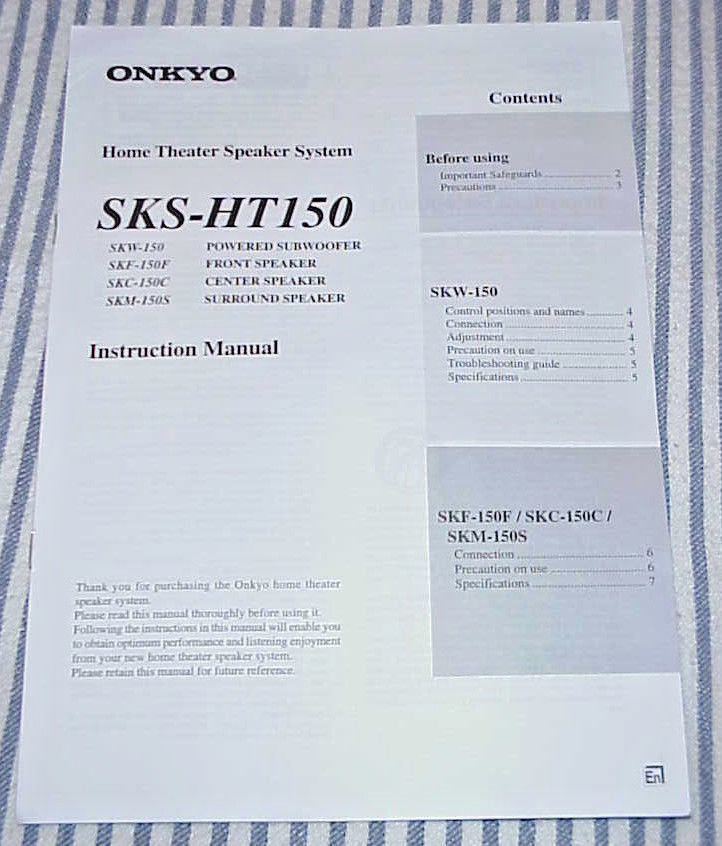 ONKYO
Home Theater Speaker System
SKS-HT150
SKW-150 POWERED SUBWOOFER
SKF-150F FRONT SPEAKER
SKC-150C CENTER SPEAKER
SKM-150S SURROUND SPEAKER
Instruction Manual
Thank you for purchasing the Onkyo home theater
speaker system.
Please read this manual thoroughly before using it.
Following the instructions in this manual will enable you
to obtain optimum performance and listening enjoyment
from your new home theater speaker system.
Please retain this manual for future reference.
Contents
Before using
Important Safeguards 2
Precautions 3
SKW-150
Control positions and names 4
Connection 4
Adjustment 4
Precaution on use 5
Troubleshooting guide 5
Specifications 5
SKF-150F / SKC-150C /
SKM-150S
Connection 6
Precaution on use 6
Specifications 7
En